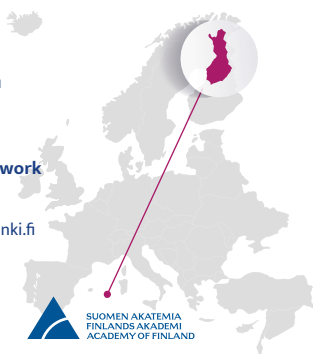 work
nki.fi
SUOMEN AKATEMIA
FINLANDS AKADEMI
ACADEMY OF FINLAND